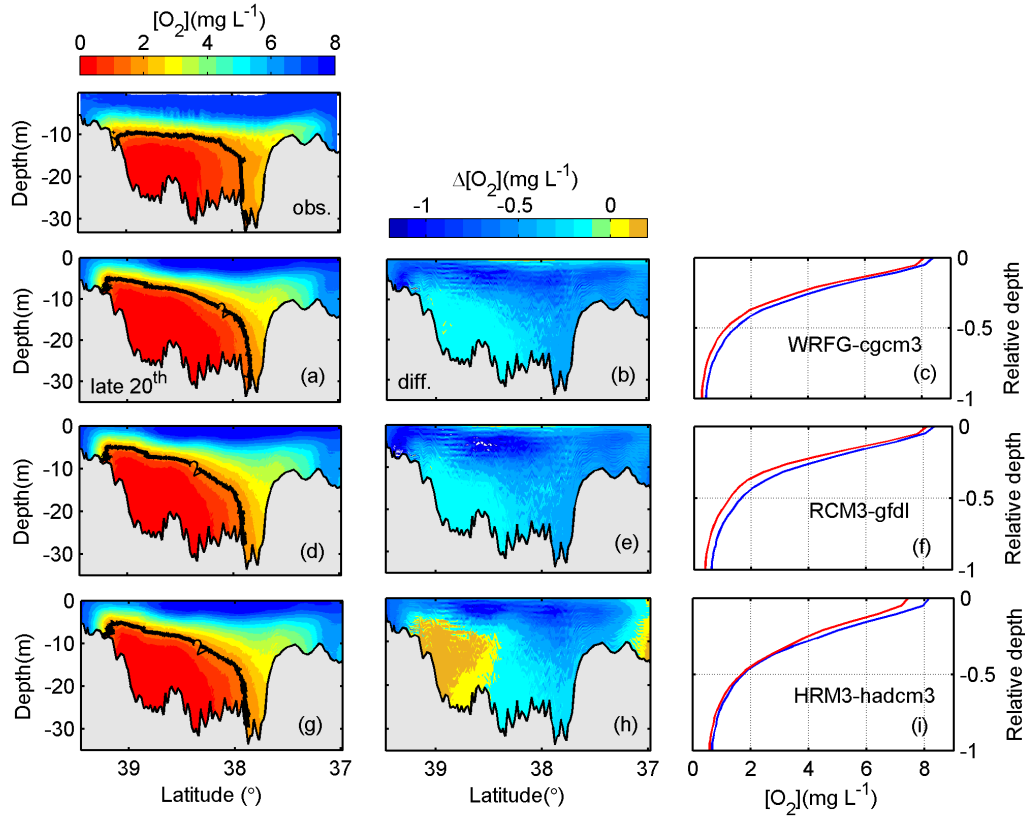 [O2](mg L-1)
0 2 4 6 8
Depth(m)
-10
-20
-30
obs.
Δ[O2](mg L-1)
-1 -0.5 0
Depth(m)
0
-10
-20
-30
2
late 20th
(a)
diff.
(b)
WRFG-cgcm3
(c)
0
-0.5
-1
Relative depth
Depth(m)
0
-10
-20
-30
2
(d)
(e)
RCM3-gfdl
(f)
0
-0.5
-1
Relative depth
Depth(m)
0
-10
-20
-30
2
(g)
(h)
HRM3-hadcm3
(i)
0
-0.5
-1
Relative depth
39 38 37
Latitude (°)
39 38 37
Latitude(°)
0 2 4 6 8
[O2](mg L-1)